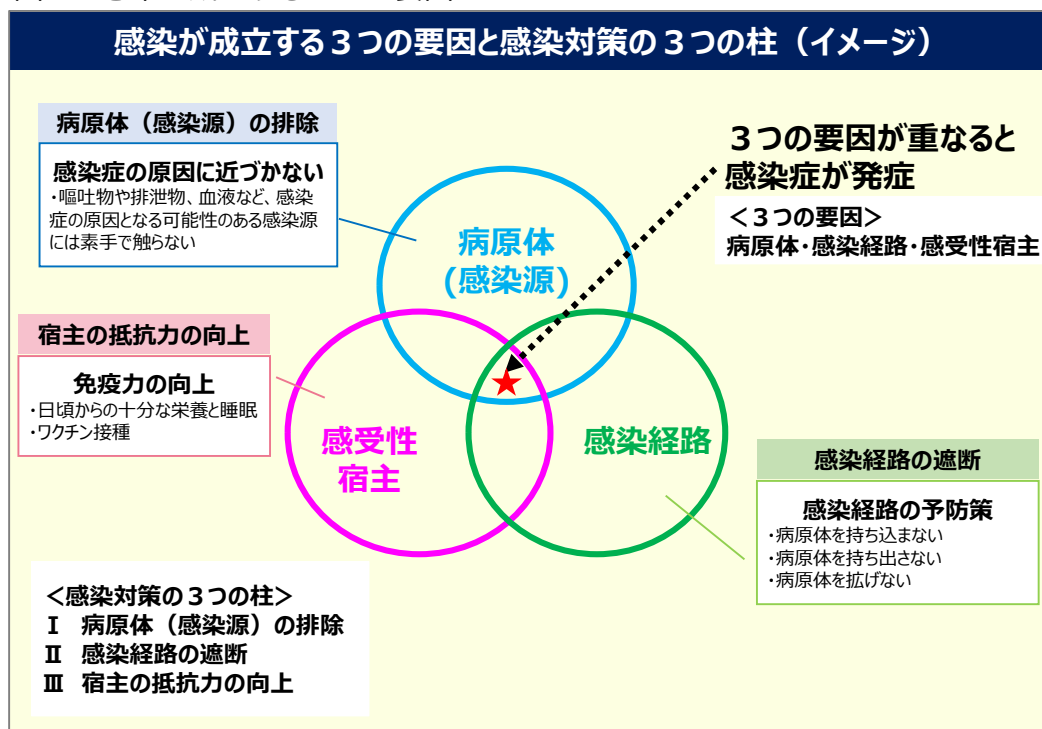 感染が成立する３つの要因と感染対策の３つの柱（イメージ）
病原体（感染源）の排除
感染症の原因に近づかない
・嘔吐物や排泄物、血液など、感染
症の原因となる可能性のある感染源
には素手で触らない
３つの要因が重なると
感染症が発症
＜３つの要因＞
病原体・感染経路・感受性宿主
病原体
(感染源)
宿主の抵抗力の向上
免疫力の向上
・日頃からの十分な栄養と睡眠
・ワクチン接種
感受性
宿主
感染経路
感染経路の遮断
感染経路の予防策
・病原体を持ち込まない
・病原体を持ち出さない
・病原体を拡げない
＜感染対策の３つの柱＞
Ⅰ　病原体（感染源）の排除
Ⅱ　感染経路の遮断
Ⅲ　宿主の抵抗力の向上